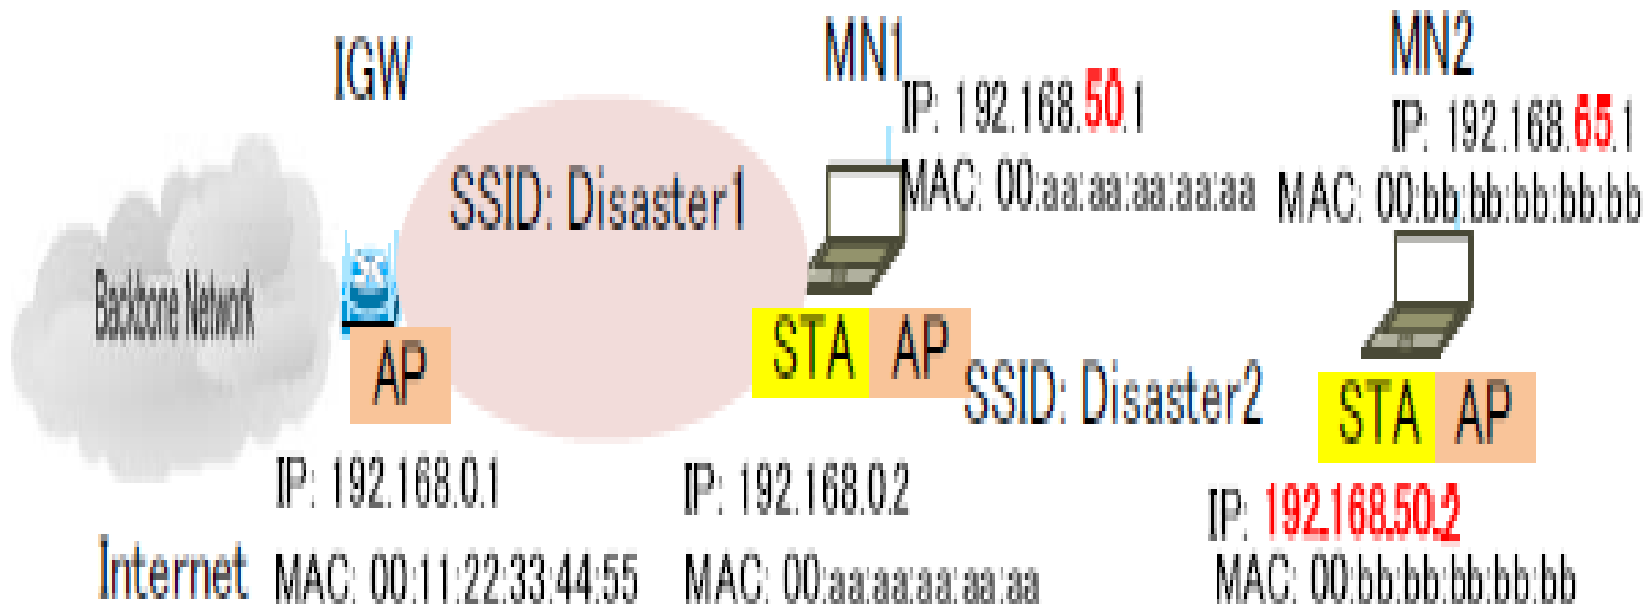 IGW
MN1
MN2
IP: 192.168.50.1
IP: 192.168.65.1
MAC: 00:aa:aa:aa:aa:aa
MAC: 00:bb:bb:bb:bb:bb
SSID: Disaster1
Backbone Network
AP
STA AP
SSID: Disaster2
STA AP
IP: 192.168.0.1
IP: 192.168.0.2
IP: 192.168.50.2
Internet
MAC: 00:11:22:33:44:55
MAC: 00:aa:aa:aa:aa:aa
MAC: 00:bb:bb:bb:bb:bb